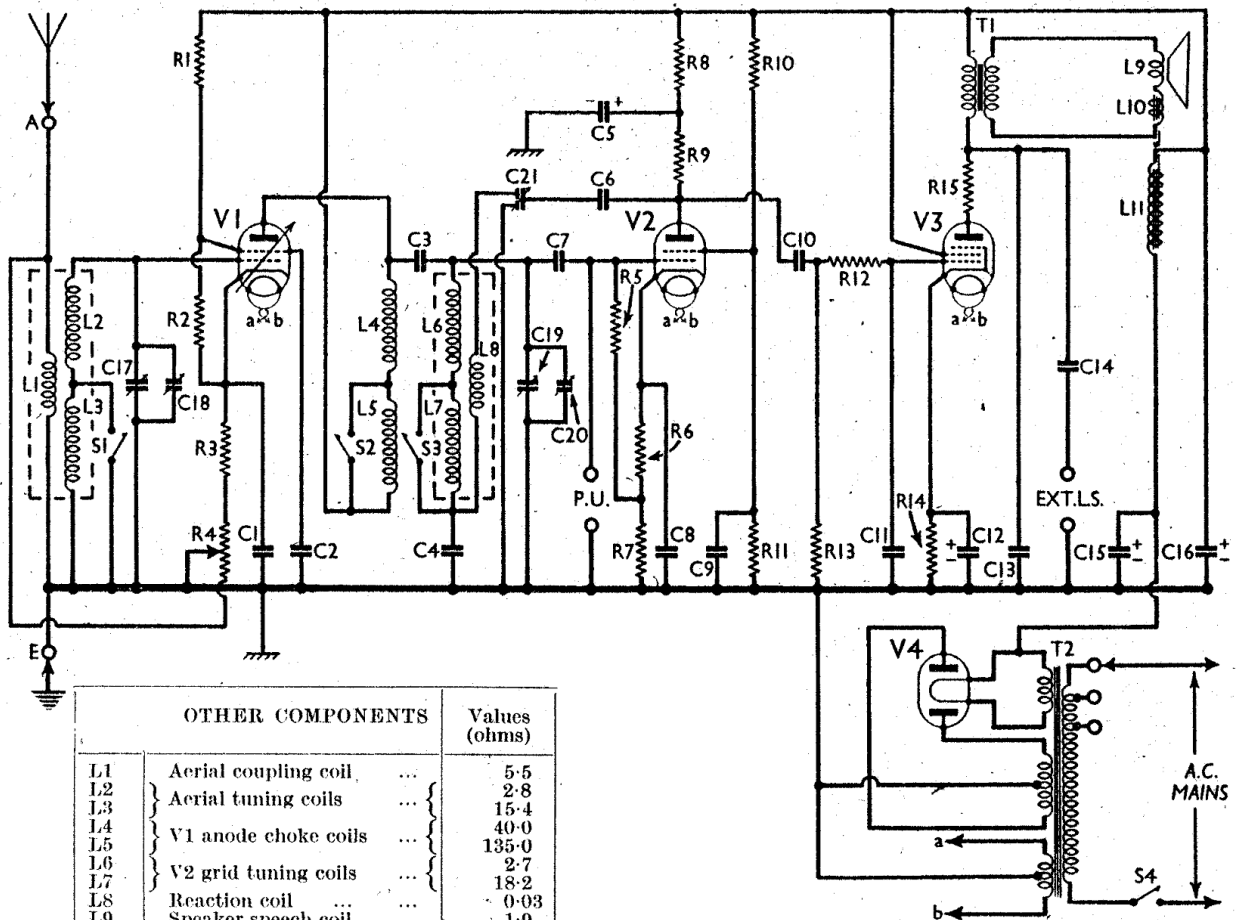 T1
R1
R8
R10
L9
L10
A
C5
- +
R9
C21
C6
R15
L11
V1
V2
V3
C3
C7
C10
R5
R12
a b
a b
a b
L2
R2
L4
L6
C19
L8
C17
C14
L1
L3
C18
L5
L7
C20
R6
S1
R3
S2
S3
P.U.
R14
EXT.L.S.
R4
C1
C2
C4
R7
C8
C9
R11
R13
C11
+
-
C12
C13
C15
+
-
C16
+
-
E
V4
T2
A.C.
MAINS
a
S4
b
OTHER COMPONENTS Values (ohms)
L1 Aerial coupling coil ... 5·5
L2 2·8
Aerial tuning coils ...
L3 15·4
L4 40·0
V1 anode choke coils ...
L5 135·0
L6 2·7
V2 grid tuning coils ...
L7 18·2
L8 Reaction coil ... ... 0·03
L9 Speaker speech coil 1·9